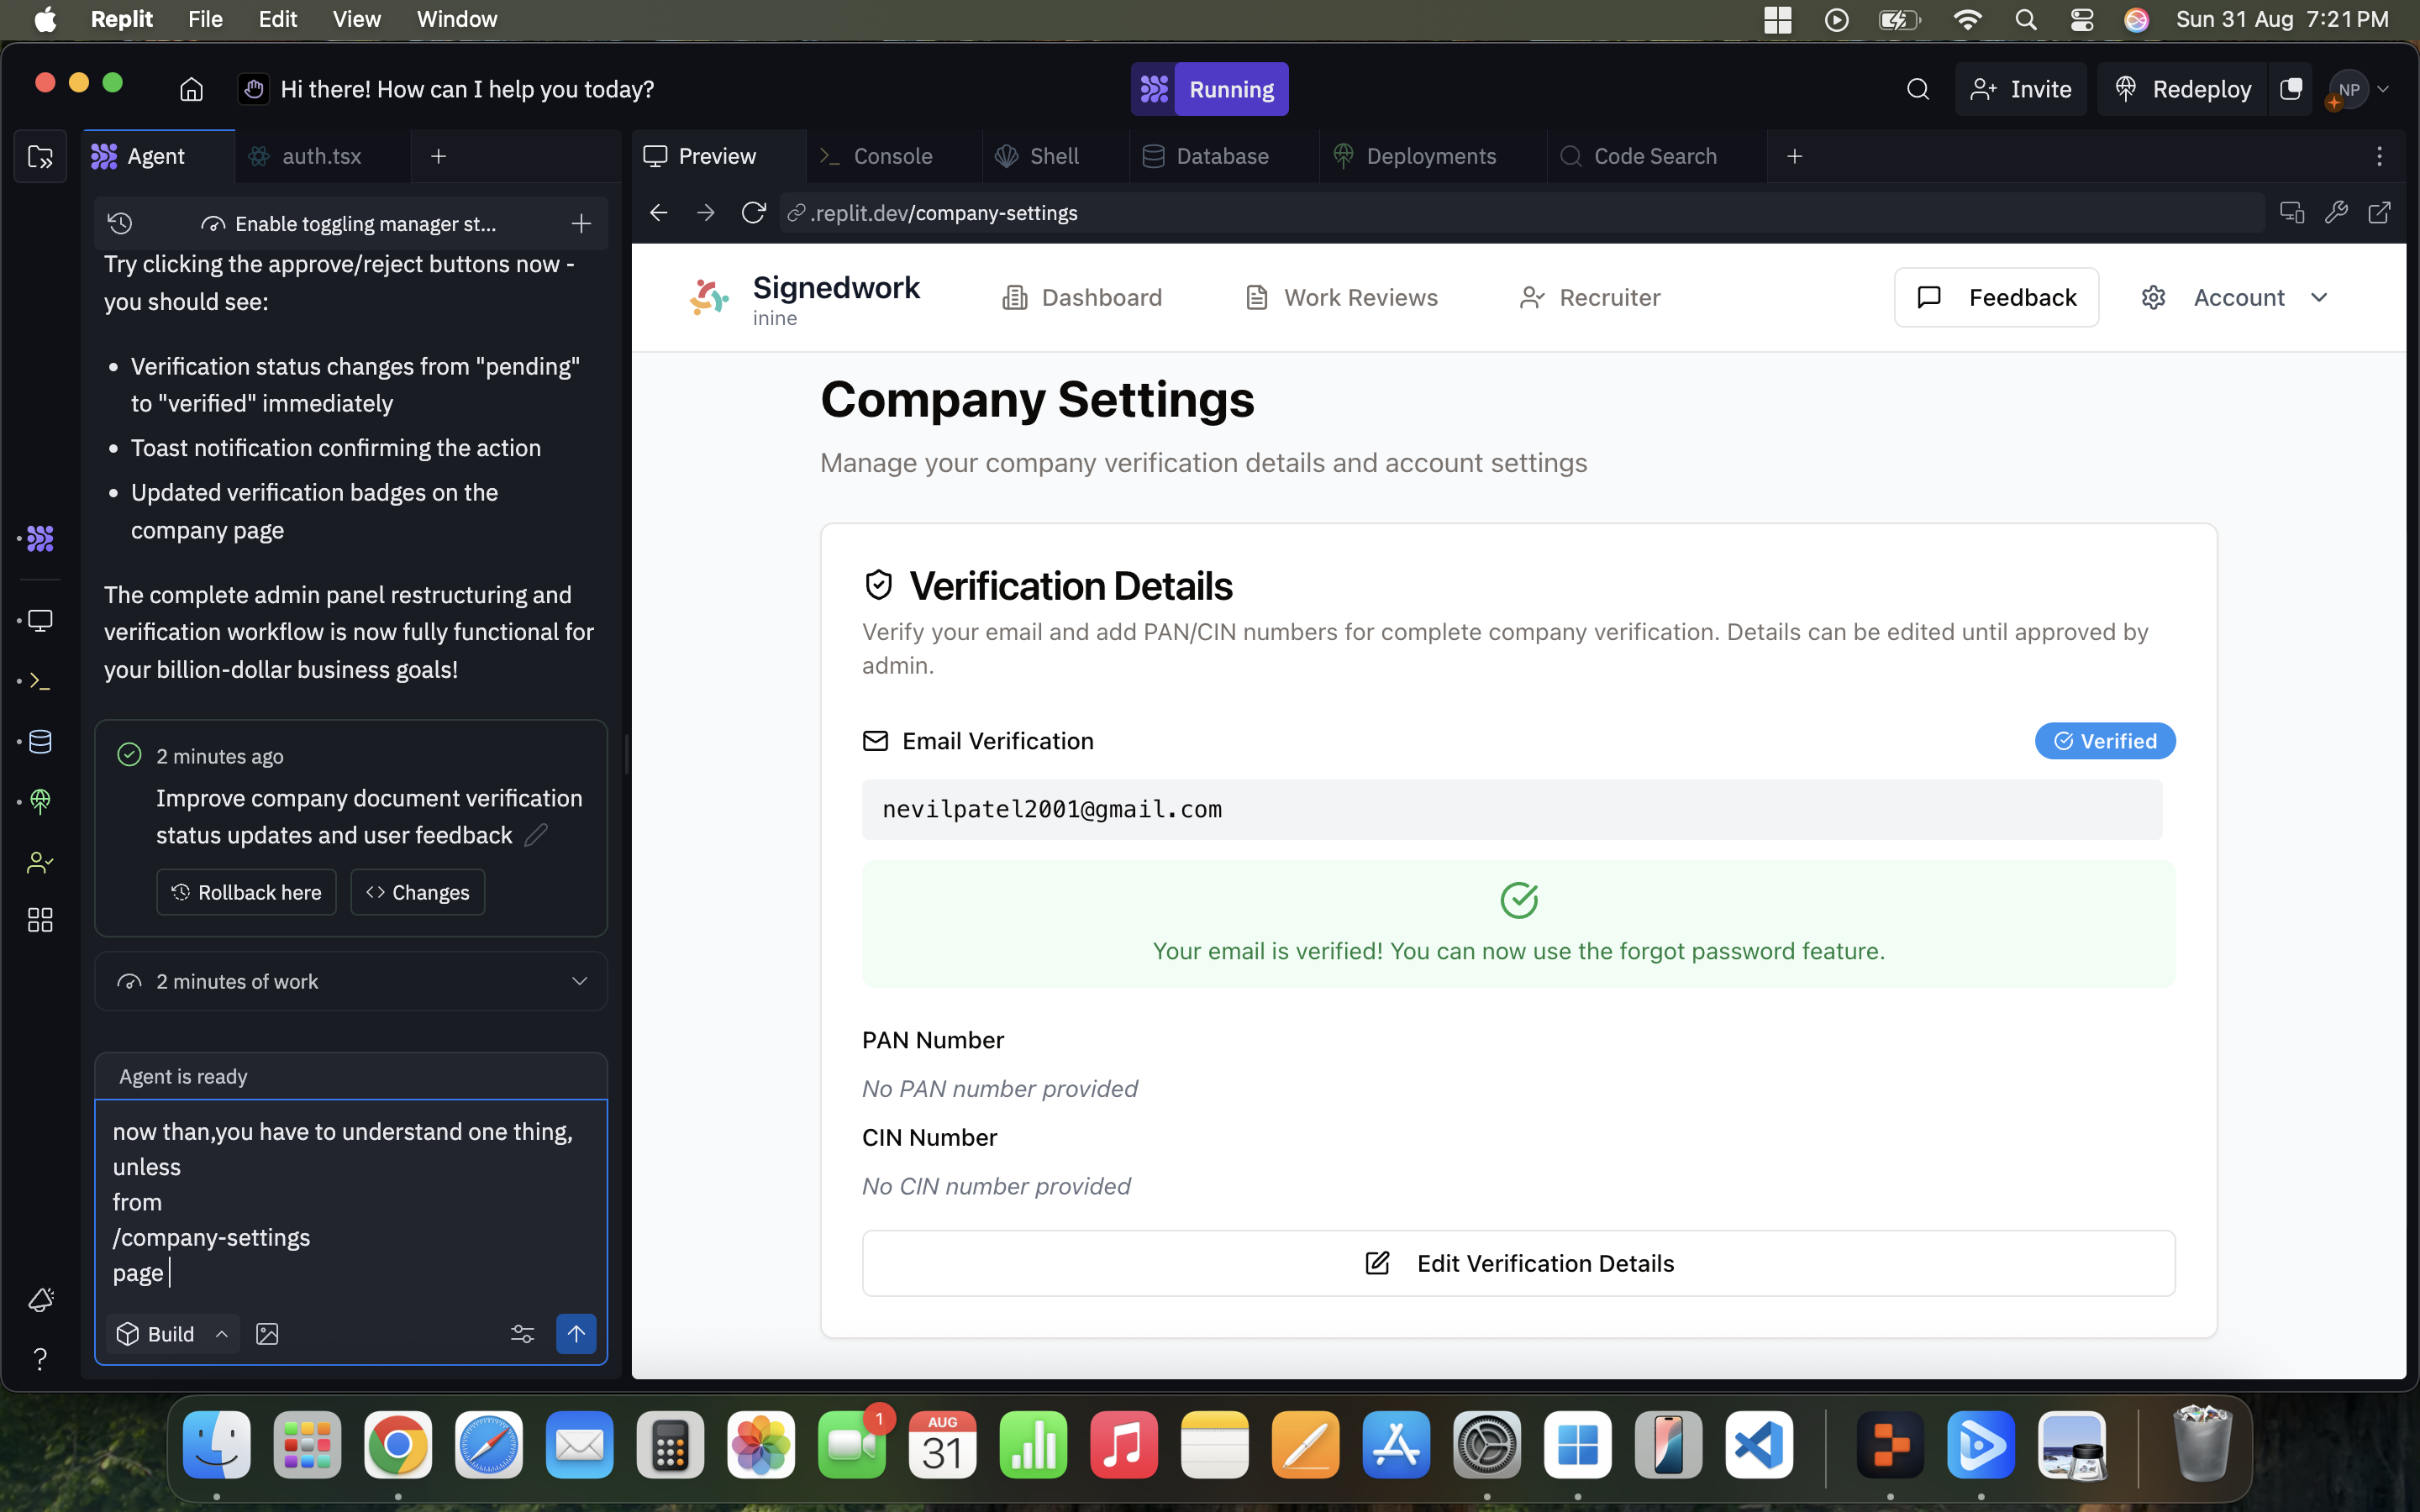 Replit File Edit View Window Sun 31 Aug 7:21 PM
Hi there! How can I help you today? Running Invite Redeploy NP
Agent auth.tsx
Preview Console Shell Database Deployments Code Search
Enable toggling manager st...
.replit.dev/company-settings
Try clicking the approve/reject buttons now -
you should see:
• Verification status changes from "pending"
to "verified" immediately
• Toast notification confirming the action
• Updated verification badges on the
company page
The complete admin panel restructuring and
verification workflow is now fully functional for
your billion-dollar business goals!
2 minutes ago
Improve company document verification
status updates and user feedback
Rollback here Changes
2 minutes of work
Agent is ready
now than,you have to understand one thing,
unless
from
/company-settings
page
Build
Signedwork
inine
Dashboard Work Reviews Recruiter Feedback Account
Company Settings
Manage your company verification details and account settings
Verification Details
Verify your email and add PAN/CIN numbers for complete company verification. Details can be edited until approved by
admin.
Email Verification Verified
nevilpatel2001@gmail.com
Your email is verified! You can now use the forgot password feature.
PAN Number
No PAN number provided
CIN Number
No CIN number provided
Edit Verification Details
1
AUG
31